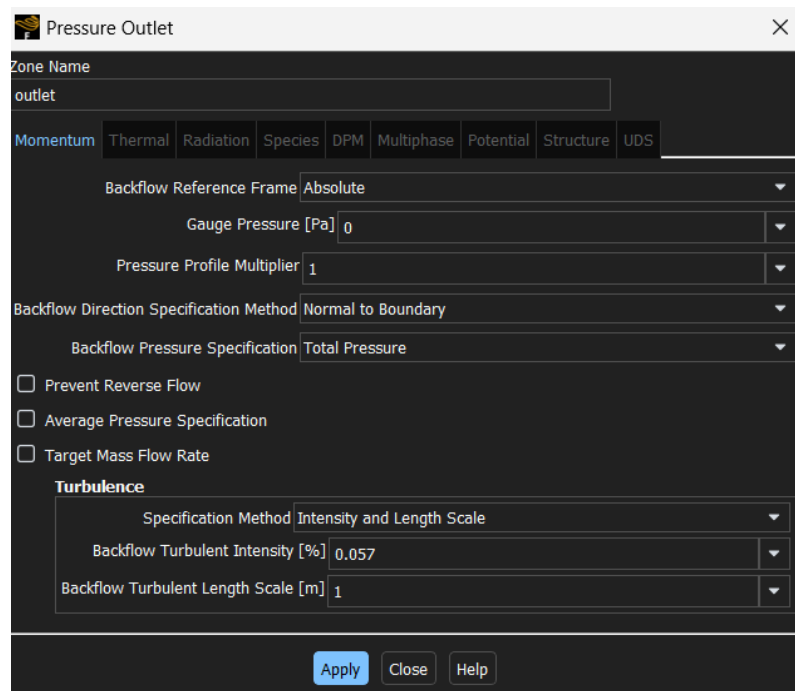 Pressure Outlet
Zone Name
outlet
Momentum Thermal Radiation Species DPM Multiphase Potential Structure UDS
Backflow Reference Frame Absolute
Gauge Pressure [Pa] 0
Pressure Profile Multiplier 1
Backflow Direction Specification Method Normal to Boundary
Backflow Pressure Specification Total Pressure
Prevent Reverse Flow
Average Pressure Specification
Target Mass Flow Rate
Turbulence
Specification Method Intensity and Length Scale
Backflow Turbulent Intensity [%] 0.057
Backflow Turbulent Length Scale [m] 1
Apply Close Help